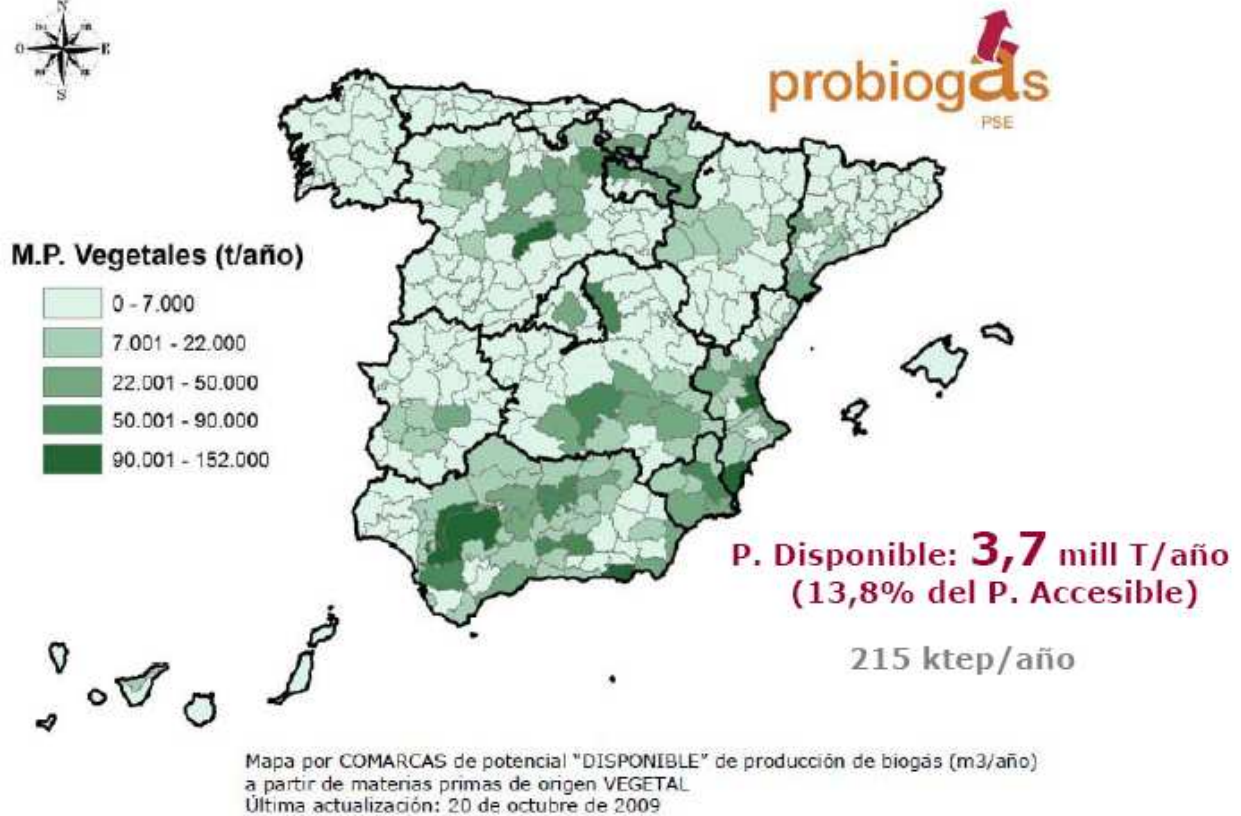 N
O
E
S
probiogás
PSE
M.P. Vegetales (t/año)
0 - 7.000
7.001 - 22.000
22.001 - 50.000
50.001 - 90.000
90.001 - 152.000
P. Disponible: 3,7 mill T/año
(13,8% del P. Accesible)
215 ktep/año
Mapa por COMARCAS de potencial "DISPONIBLE" de producción de biogás (m3/año)
a partir de materias primas de origen VEGETAL
Última actualización: 20 de octubre de 2009